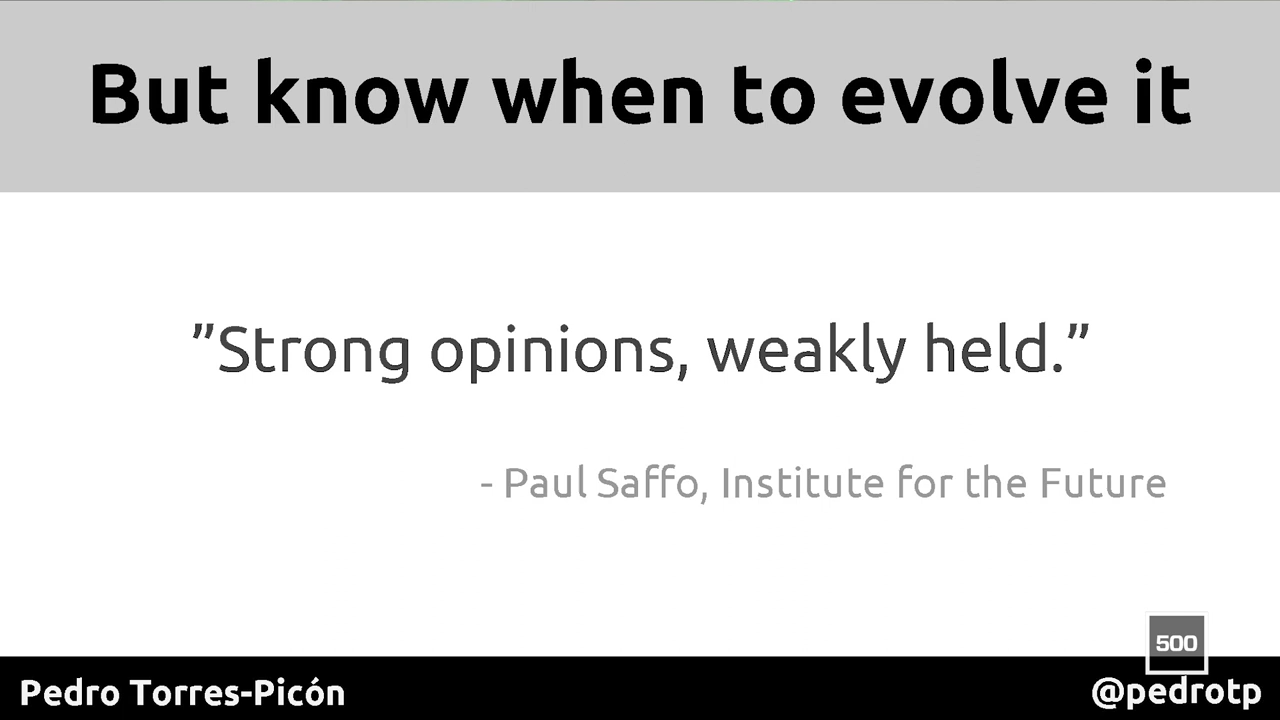 But know when to evolve it
”Strong opinions, weakly held.”
- Paul Saffo, Institute for the Future
500
Pedro Torres-Picón
@pedrotp